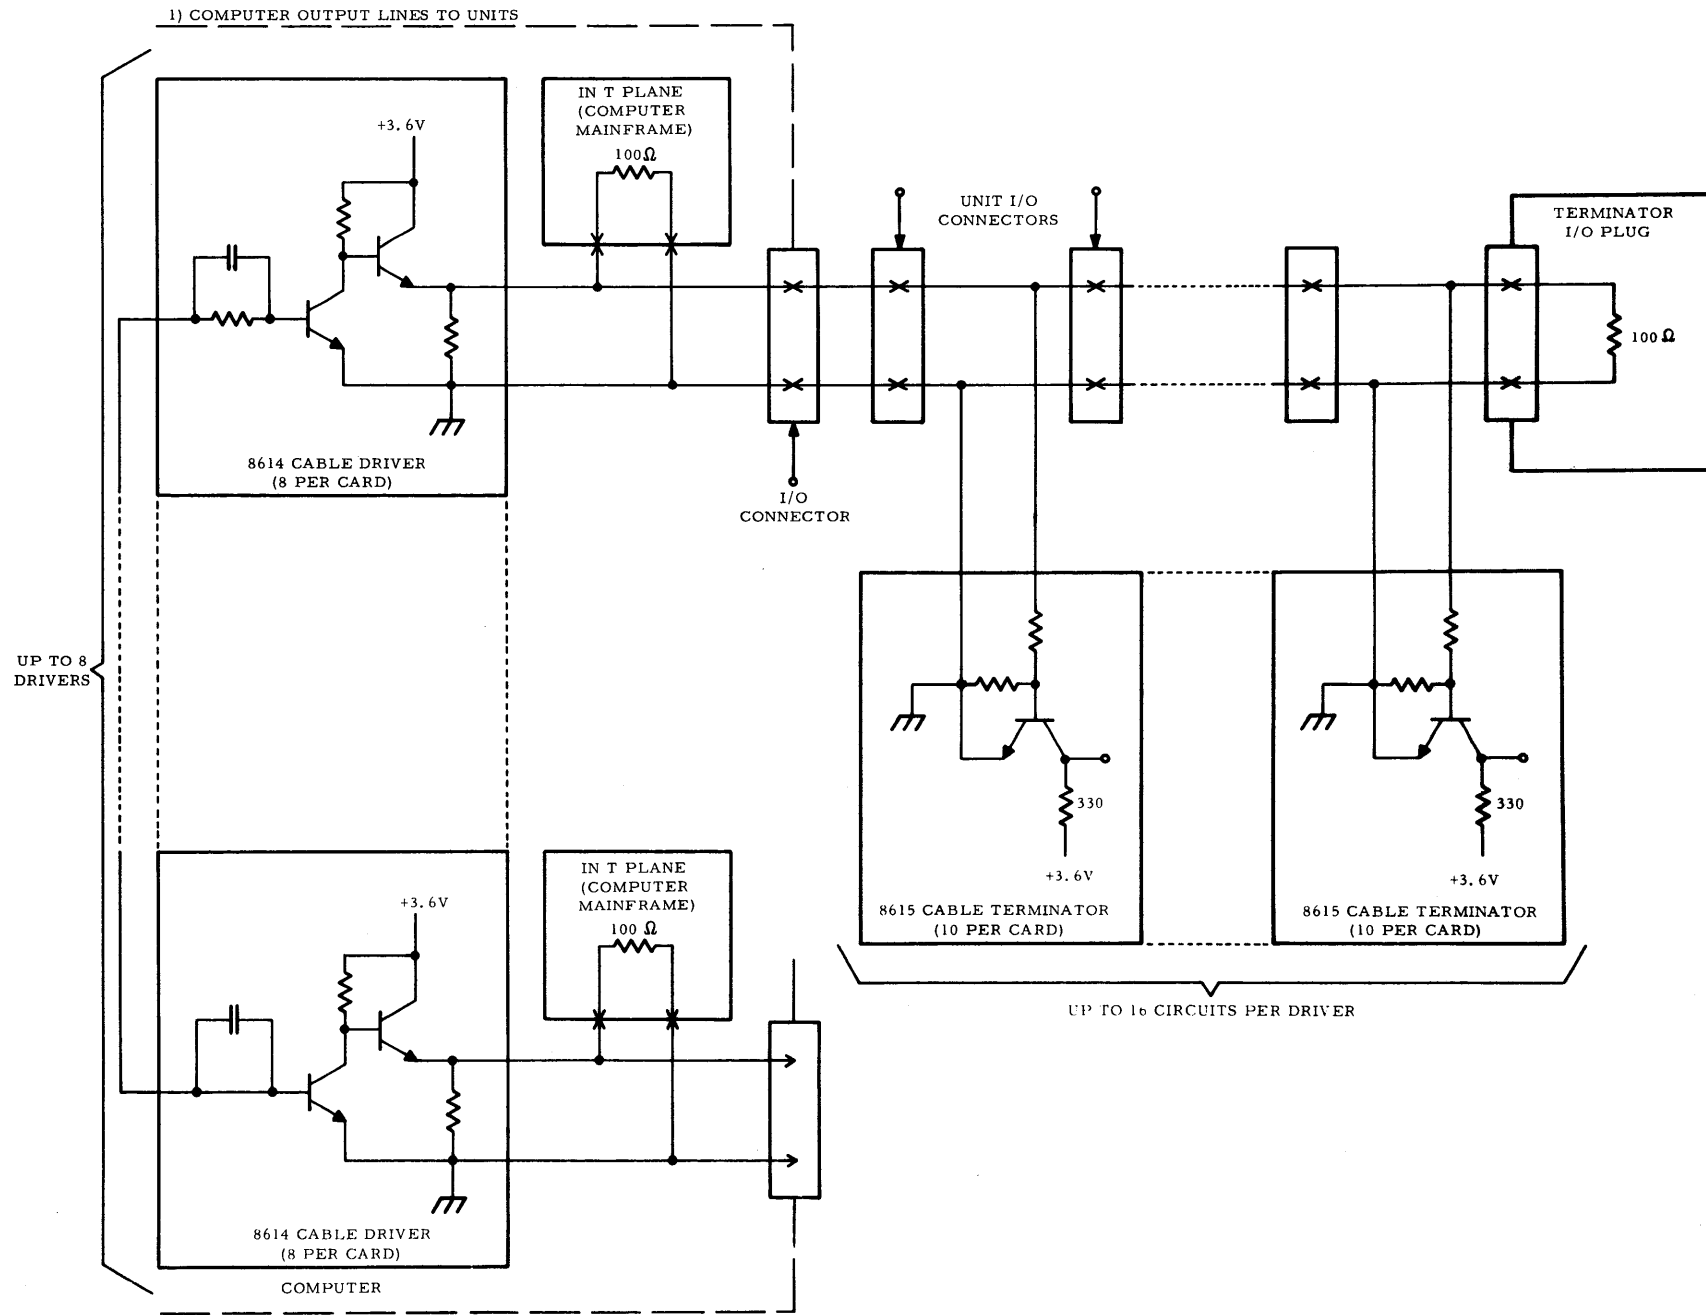 1) COMPUTER OUTPUT LINES TO UNITS
IN T PLANE
(COMPUTER
MAINFRAME)
100Ω
+3.6V
UNIT I/O
CONNECTORS
TERMINATOR
I/O PLUG
100Ω
8614 CABLE DRIVER
(8 PER CARD)
I/O
CONNECTOR
UP TO 8
DRIVERS
330
+3.6V
8615 CABLE TERMINATOR
(10 PER CARD)
330
+3.6V
8615 CABLE TERMINATOR
(10 PER CARD)
UP TO 16 CIRCUITS PER DRIVER
IN T PLANE
(COMPUTER
MAINFRAME)
100 Ω
+3.6V
8614 CABLE DRIVER
(8 PER CARD)
COMPUTER